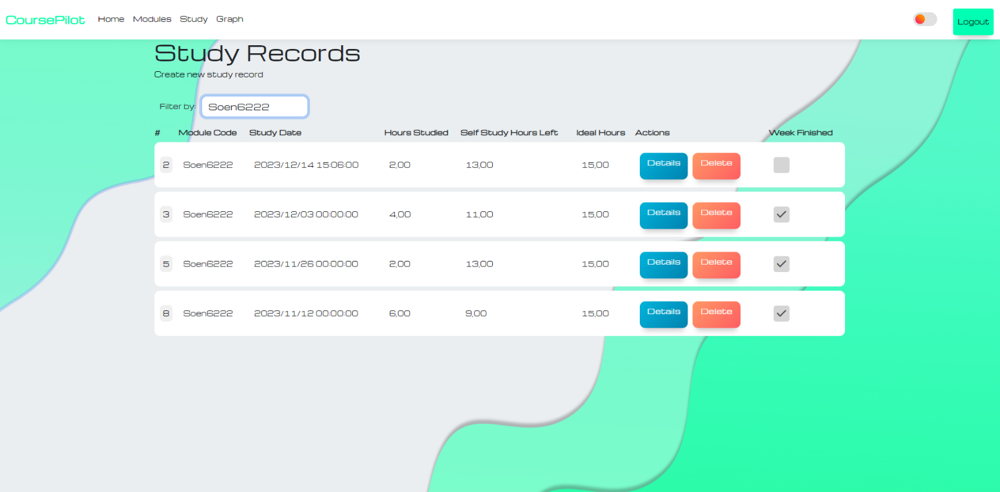 CoursePilot Home Modules Study Graph Logout
Study Records
Create new study record
Filter by: Soen6222
# Module Code Study Date Hours Studied Self Study Hours Left Ideal Hours Actions Week Finished
2 Soen6222 2023/12/14 15:06:00 2,00 13,00 15,00 Details Delete
3 Soen6222 2023/12/03 00:00:00 4,00 11,00 15,00 Details Delete
5 Soen6222 2023/11/26 00:00:00 2,00 13,00 15,00 Details Delete
8 Soen6222 2023/11/12 00:00:00 6,00 9,00 15,00 Details Delete